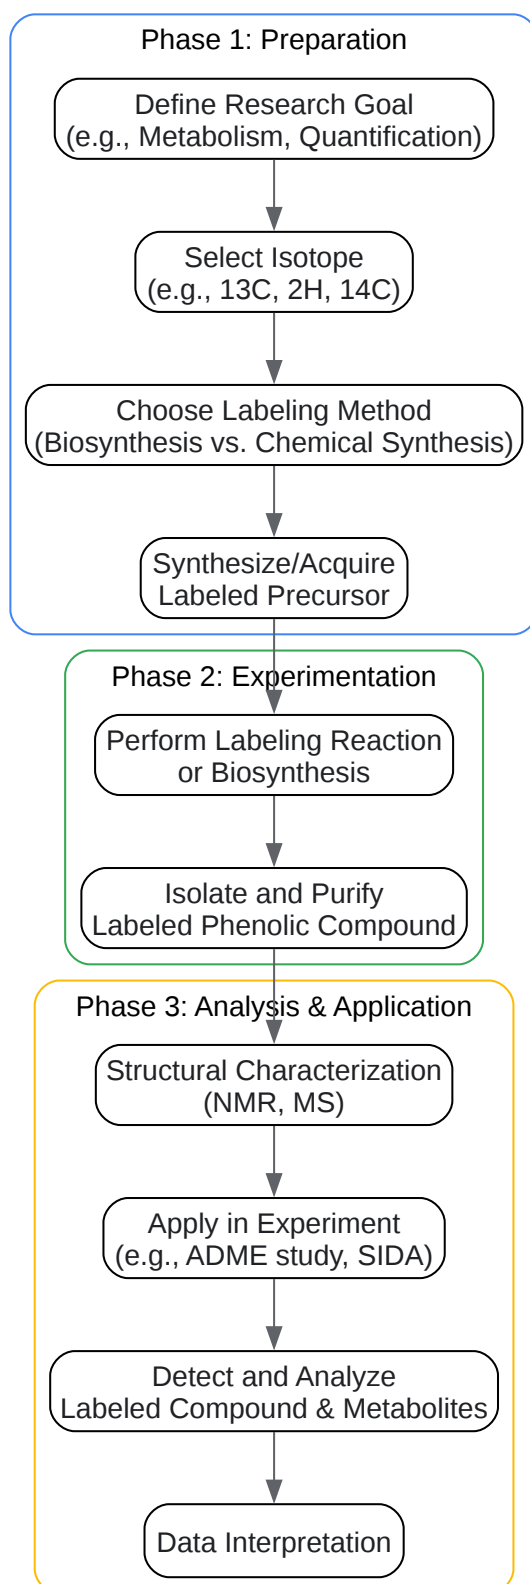 Phase 1: Preparation
Define Research Goal
(e.g., Metabolism, Quantification)
Select Isotope
(e.g., 13C, 2H, 14C)
Choose Labeling Method
(Biosynthesis vs. Chemical Synthesis)
Synthesize/Acquire
Labeled Precursor
Phase 2: Experimentation
Perform Labeling Reaction
or Biosynthesis
Isolate and Purify
Labeled Phenolic Compound
Phase 3: Analysis & Application
Structural Characterization
(NMR, MS)
Apply in Experiment
(e.g., ADME study, SIDA)
Detect and Analyze
Labeled Compound & Metabolites
Data Interpretation